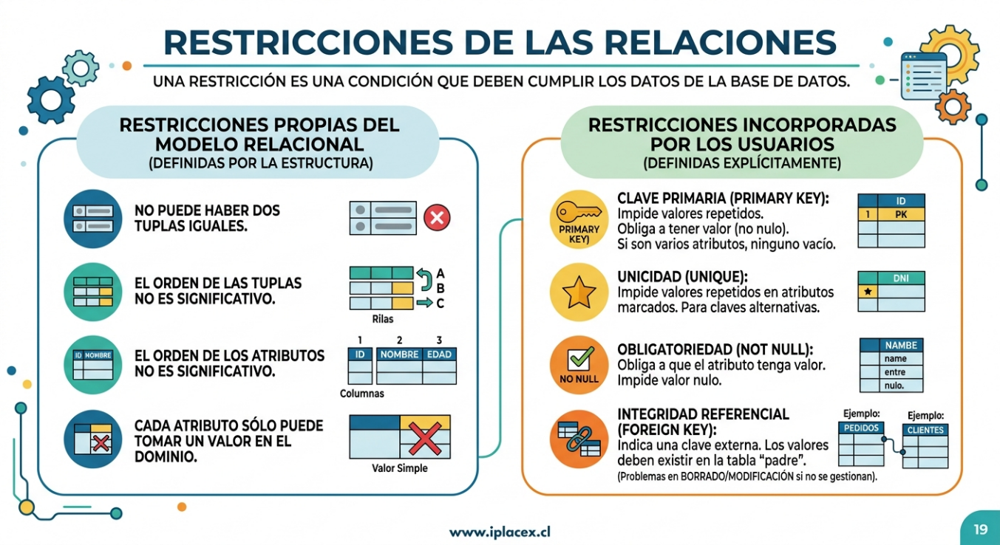 RESTRICCIONES DE LAS RELACIONES
UNA RESTRICCIÓN ES UNA CONDICIÓN QUE DEBEN CUMPLIR LOS DATOS DE LA BASE DE DATOS.
RESTRICCIONES PROPIAS DEL
MODELO RELACIONAL
(DEFINIDAS POR LA ESTRUCTURA)
NO PUEDE HABER DOS
TUPLAS IGUALES.
EL ORDEN DE LAS TUPLAS
NO ES SIGNIFICATIVO.
A
B
C
Rilas
ID MOMBRE
EL ORDEN DE LOS ATRIBUTOS
NO ES SIGNIFICATIVO.
1 2 3
ID NOMBRE EDAD
Columnas
CADA ATRIBUTO SÓLO PUEDE
TOMAR UN VALOR EN EL
DOMINIO.
Valor Simple
RESTRICCIONES INCORPORADAS
POR LOS USUARIOS
(DEFINIDAS EXPLÍCITAMENTE)
PRIMARY
KEY)
CLAVE PRIMARIA (PRIMARY KEY):
Impide valores repetidos.
Obliga a tener valor (no nulo).
Si son varios atributos, ninguno vacío.
ID
1 PK
UNICIDAD (UNIQUE):
Impide valores repetidos en atributos
marcados. Para claves alternativas.
DNI
NO NULL
OBLIGATORIEDAD (NOT NULL):
Obliga a que el atributo tenga valor.
Impide valor nulo.
NAMBE
name
entre
nulo.
INTEGRIDAD REFERENCIAL
(FOREIGN KEY):
Indica una clave externa. Los valores
deben existir en la tabla “padre”.
(Problemas en BORRADO/MODIFICACIÓN si no se gestionan).
Ejemplo:
PEDIDOS
Ejemplo:
CLIENTES
www.iplacex.cl
19